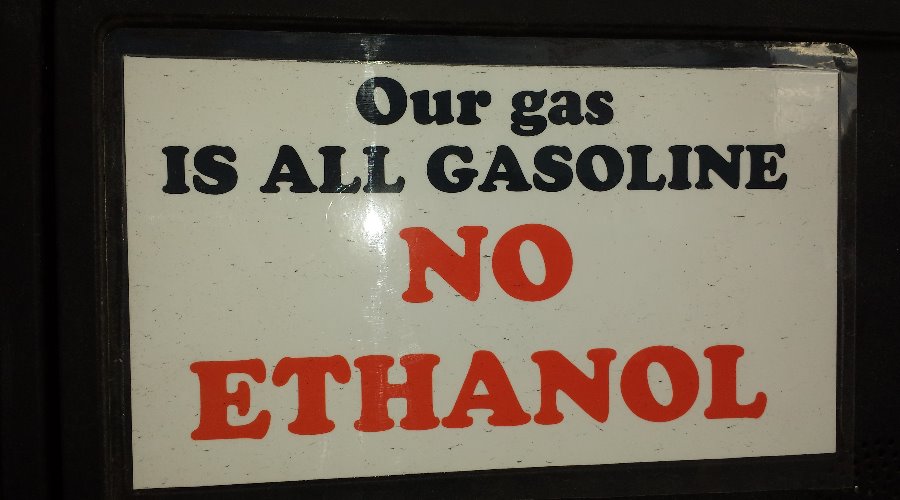 Our gas
IS ALL GASOLINE
NO
ETHANOL